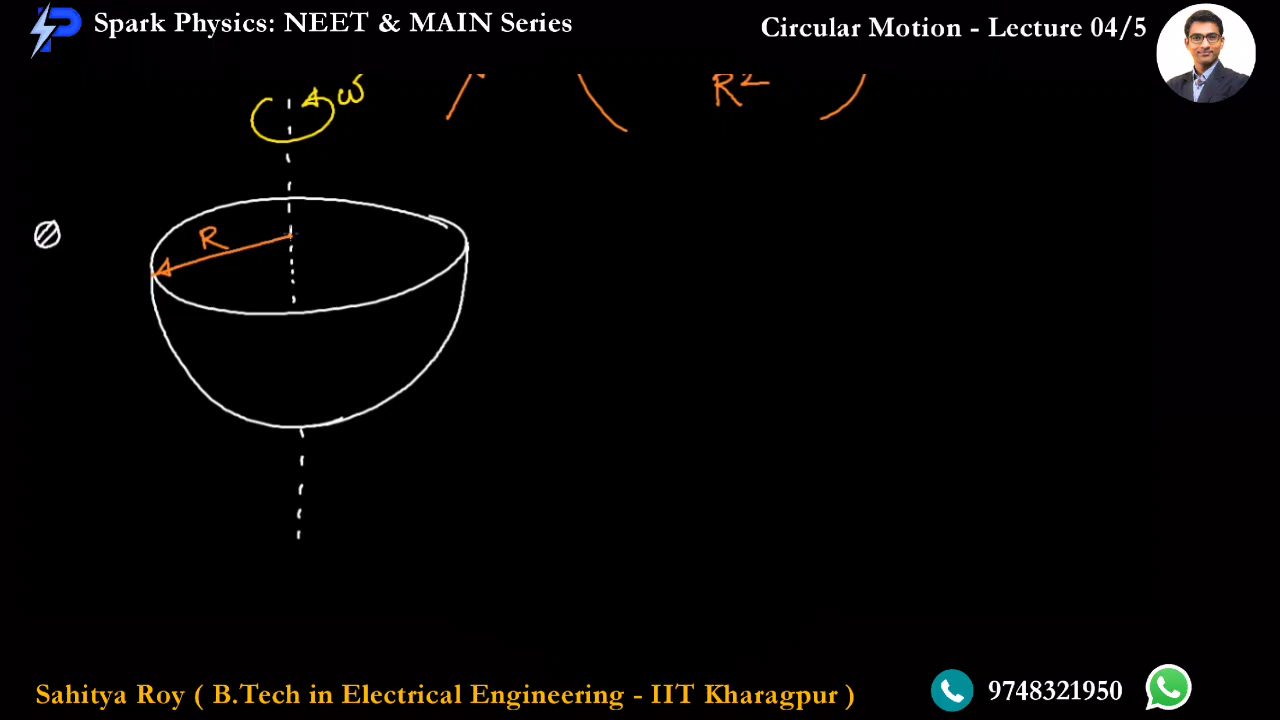 Spark Physics: NEET & MAIN Series
Circular Motion - Lecture 04/5
R²
ω
R
Sahitya Roy ( B.Tech in Electrical Engineering - IIT Kharagpur )
9748321950